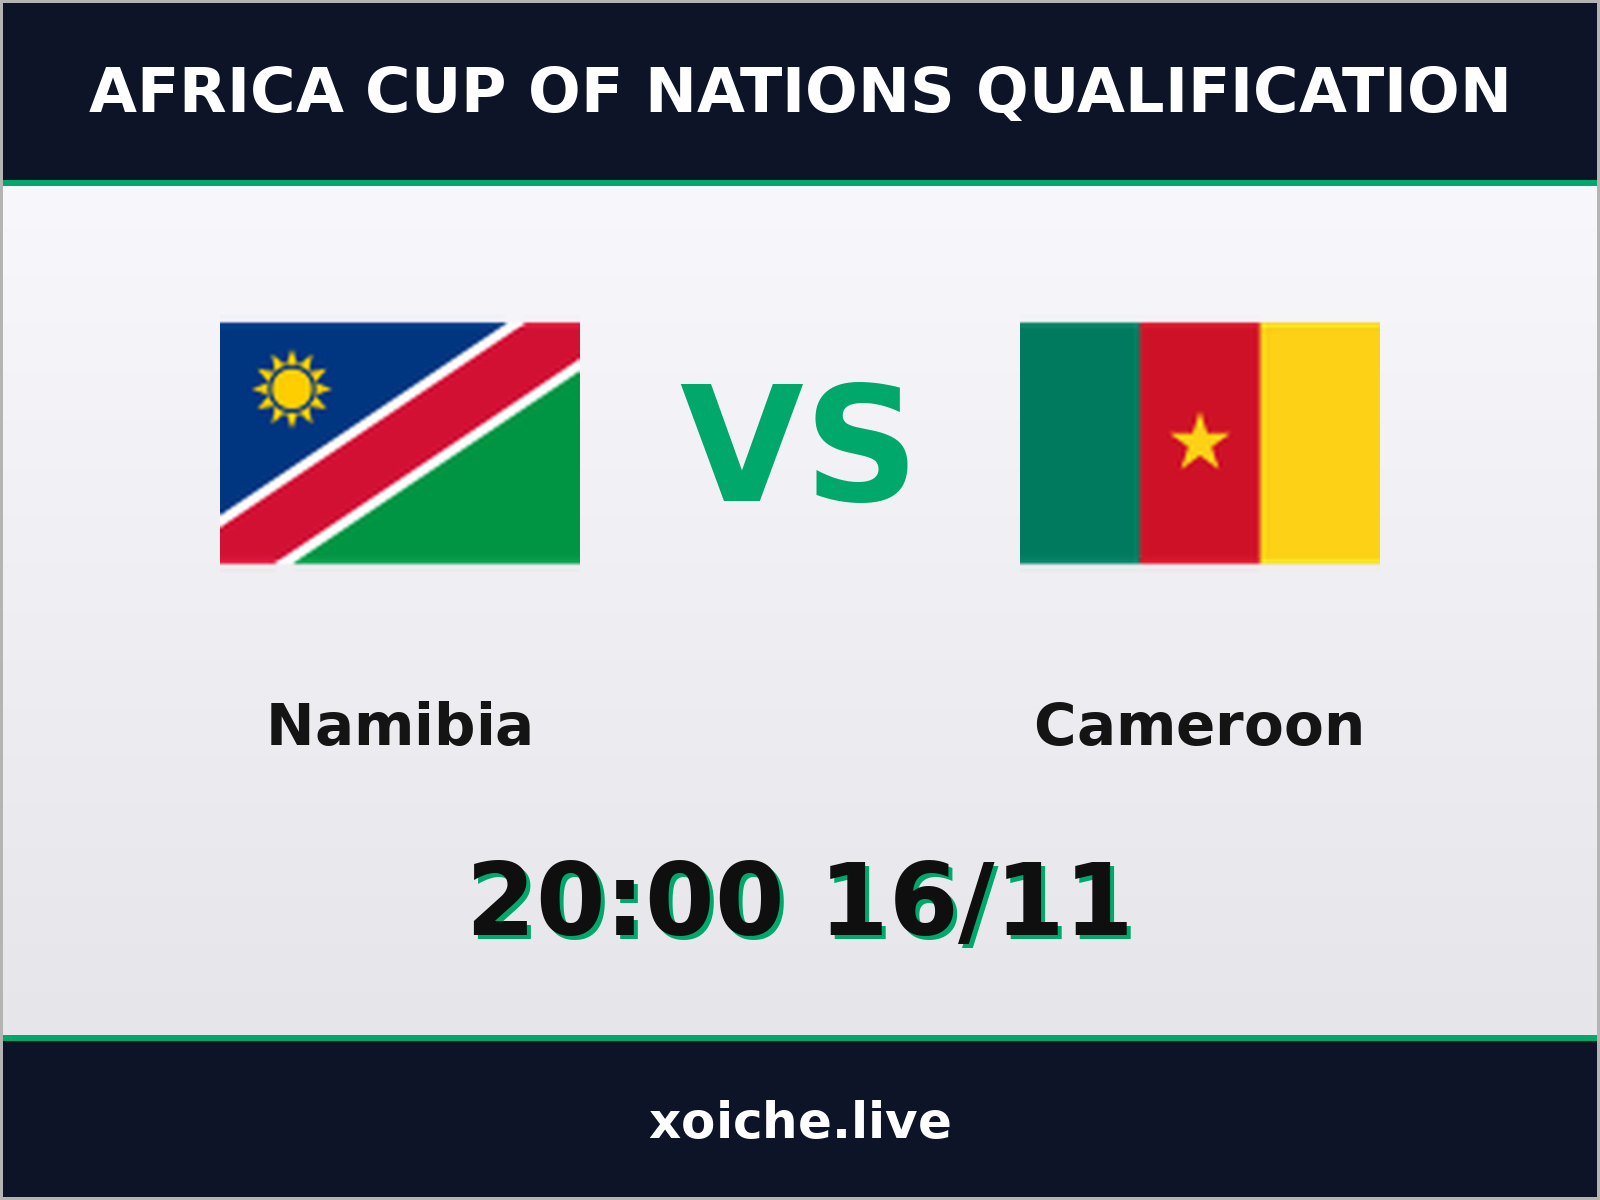 AFRICA CUP OF NATIONS QUALIFICATION
VS
Namibia
Cameroon
20:00 16/11
xoiche.live